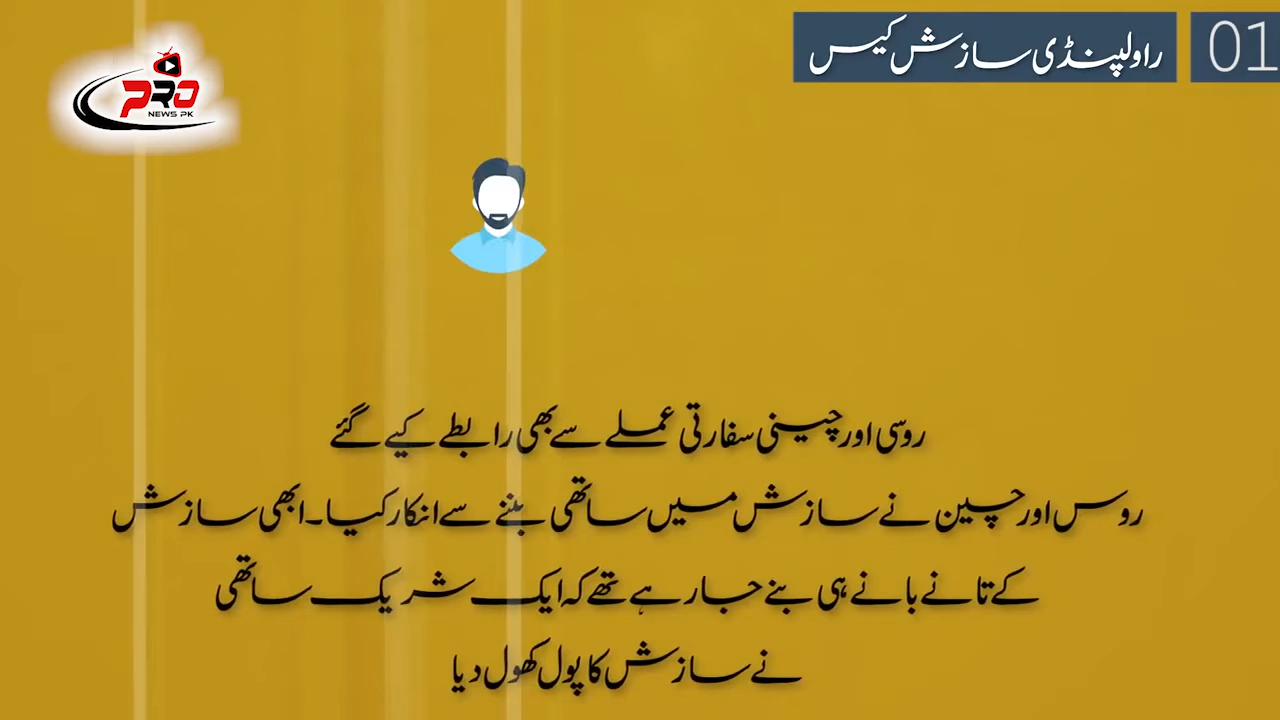 01
راولپنڈی سازش کیس
PRO
NEWS PK
روسی اور چینی سفارتی عملے سے بھی رابطے کیے گئے
روس اور چین نے سازش میں ساتھی بننے سے انکار کیا۔ ابھی سازش
کے تانے بانے ہی بنے جا رہے تھے کہ ایک شریک ساتھی
نے سازش کا پول کھول دیا